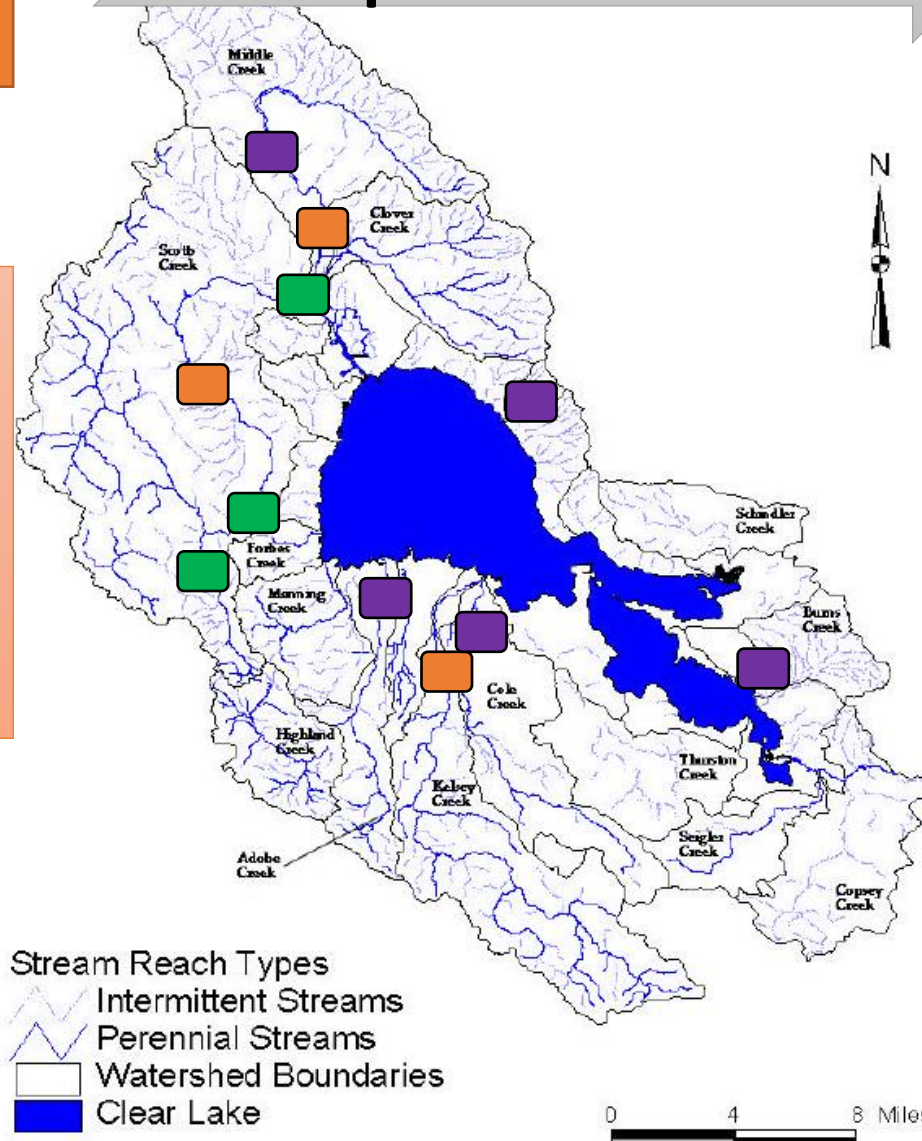 Middle
Creek
N
Clover
Creek
Scotts
Creek
Schindler
Creek
Forbes
Creek
Manning
Creek
Burns
Creek
Cole
Creek
Highland
Creek
Thurston
Creek
Kelsey
Creek
Seigler
Creek
Adobe
Creek
Copsey
Creek
Stream Reach Types
Intermittent Streams
Perennial Streams
Watershed Boundaries
Clear Lake
0 4 8 Miles